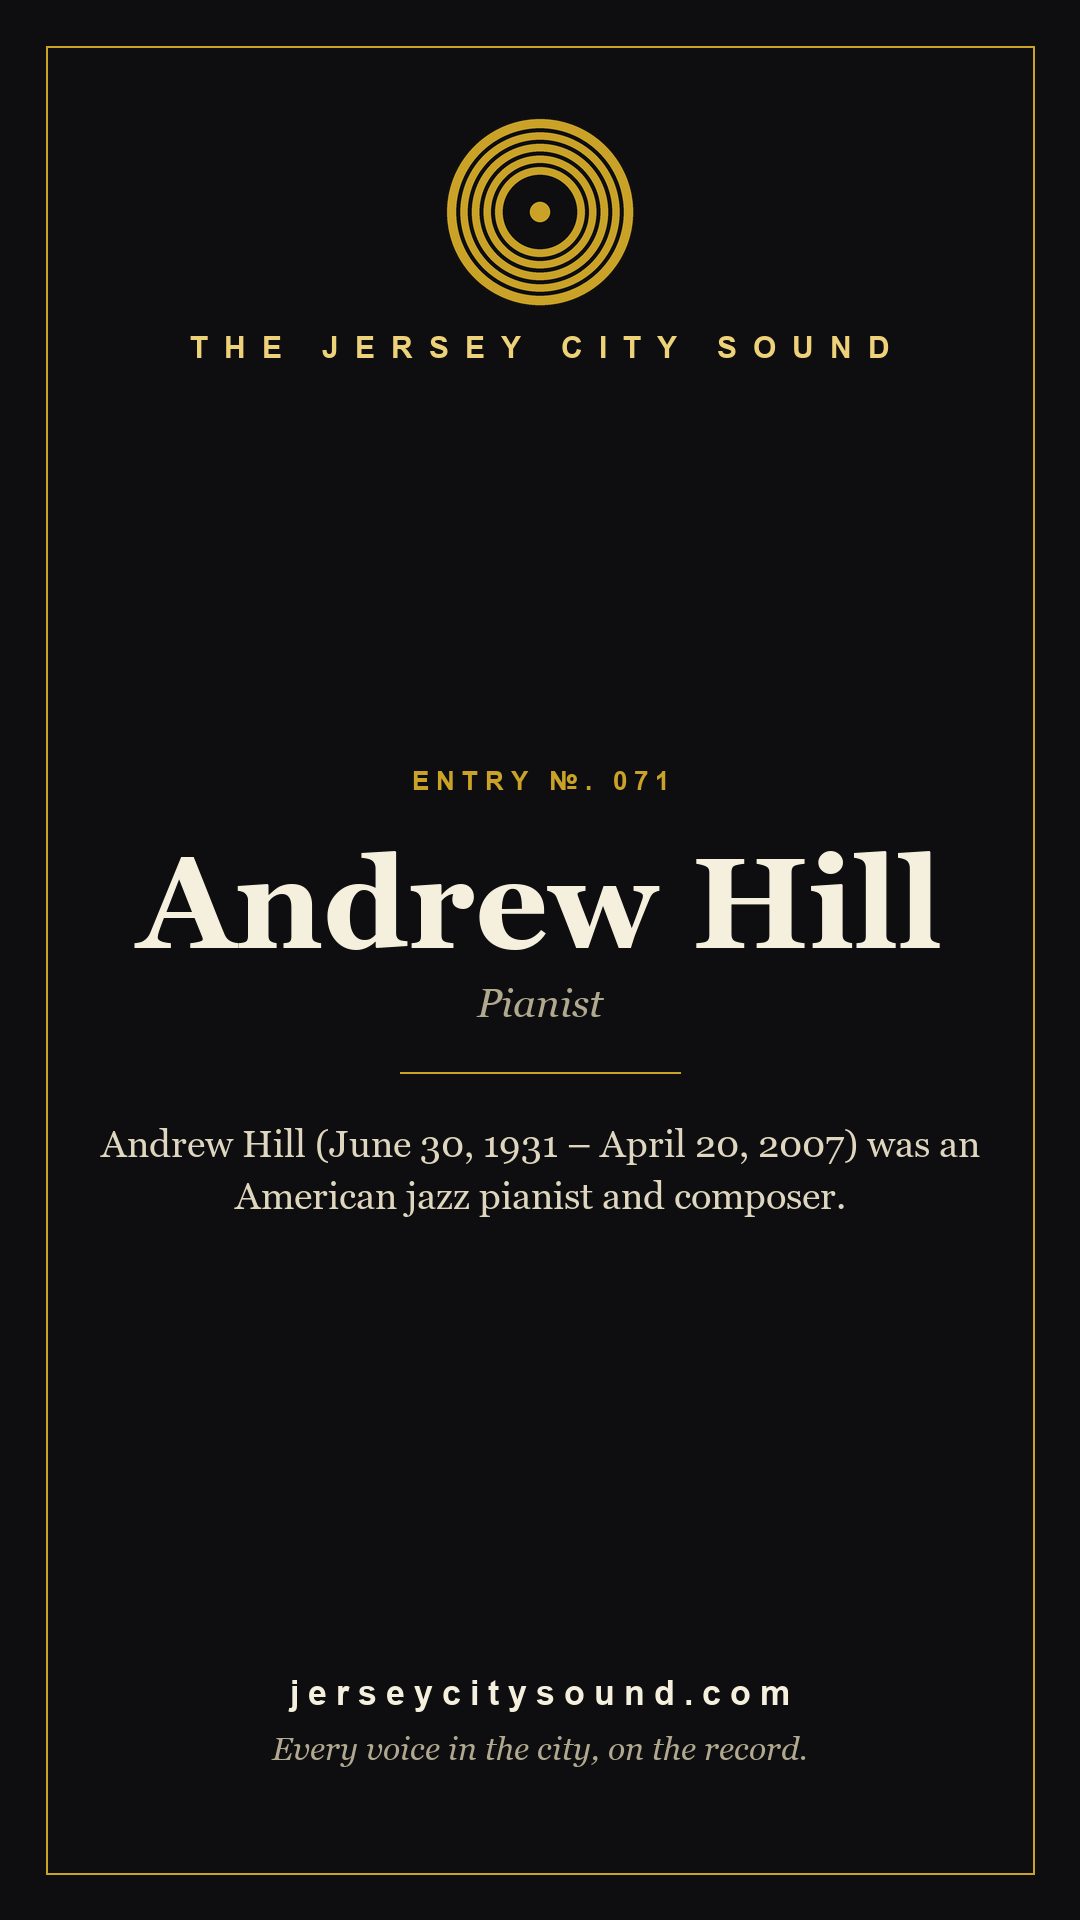 THE JERSEY CITY SOUND
ENTRY №. 071
Andrew Hill
Pianist
Andrew Hill (June 30, 1931 – April 20, 2007) was an
American jazz pianist and composer.
jerseycitysound.com
Every voice in the city, on the record.